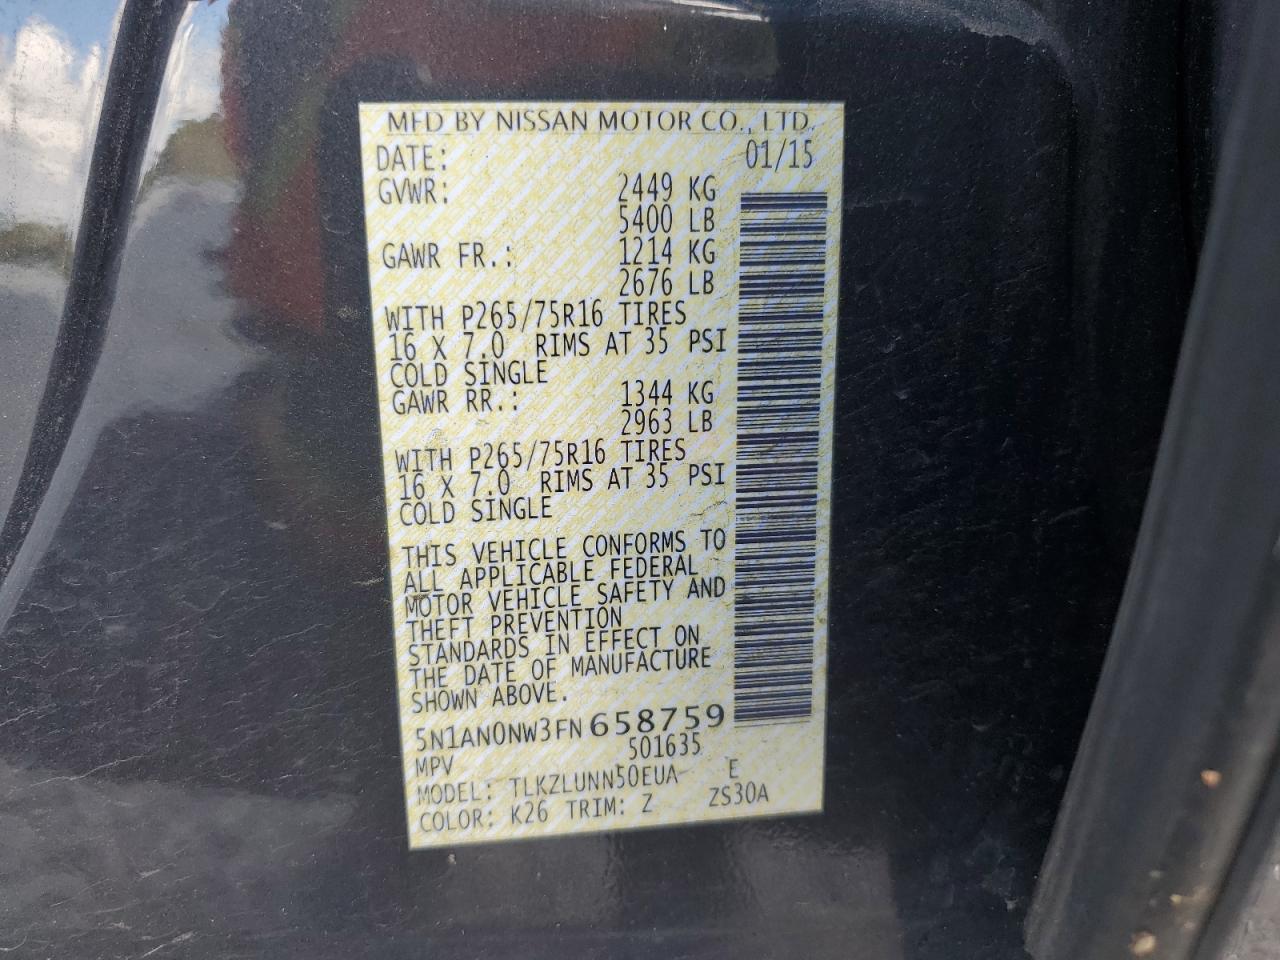 MFD BY NISSAN MOTOR CO., LTD.
DATE: 01/15
GVWR: 2449 KG
5400 LB
GAWR FR.: 1214 KG
2676 LB
WITH P265/75R16 TIRES
16 X 7.0 RIMS AT 35 PSI
COLD SINGLE
GAWR RR.: 1344 KG
2963 LB
WITH P265/75R16 TIRES
16 X 7.0 RIMS AT 35 PSI
COLD SINGLE
THIS VEHICLE CONFORMS TO
ALL APPLICABLE FEDERAL
MOTOR VEHICLE SAFETY AND
THEFT PREVENTION
STANDARDS IN EFFECT ON
THE DATE OF MANUFACTURE
SHOWN ABOVE.
5N1AN0NW3FN658759
MPV 501635
MODEL: TLKZLUNN50EUA- E
COLOR: K26 TRIM: Z ZS30A